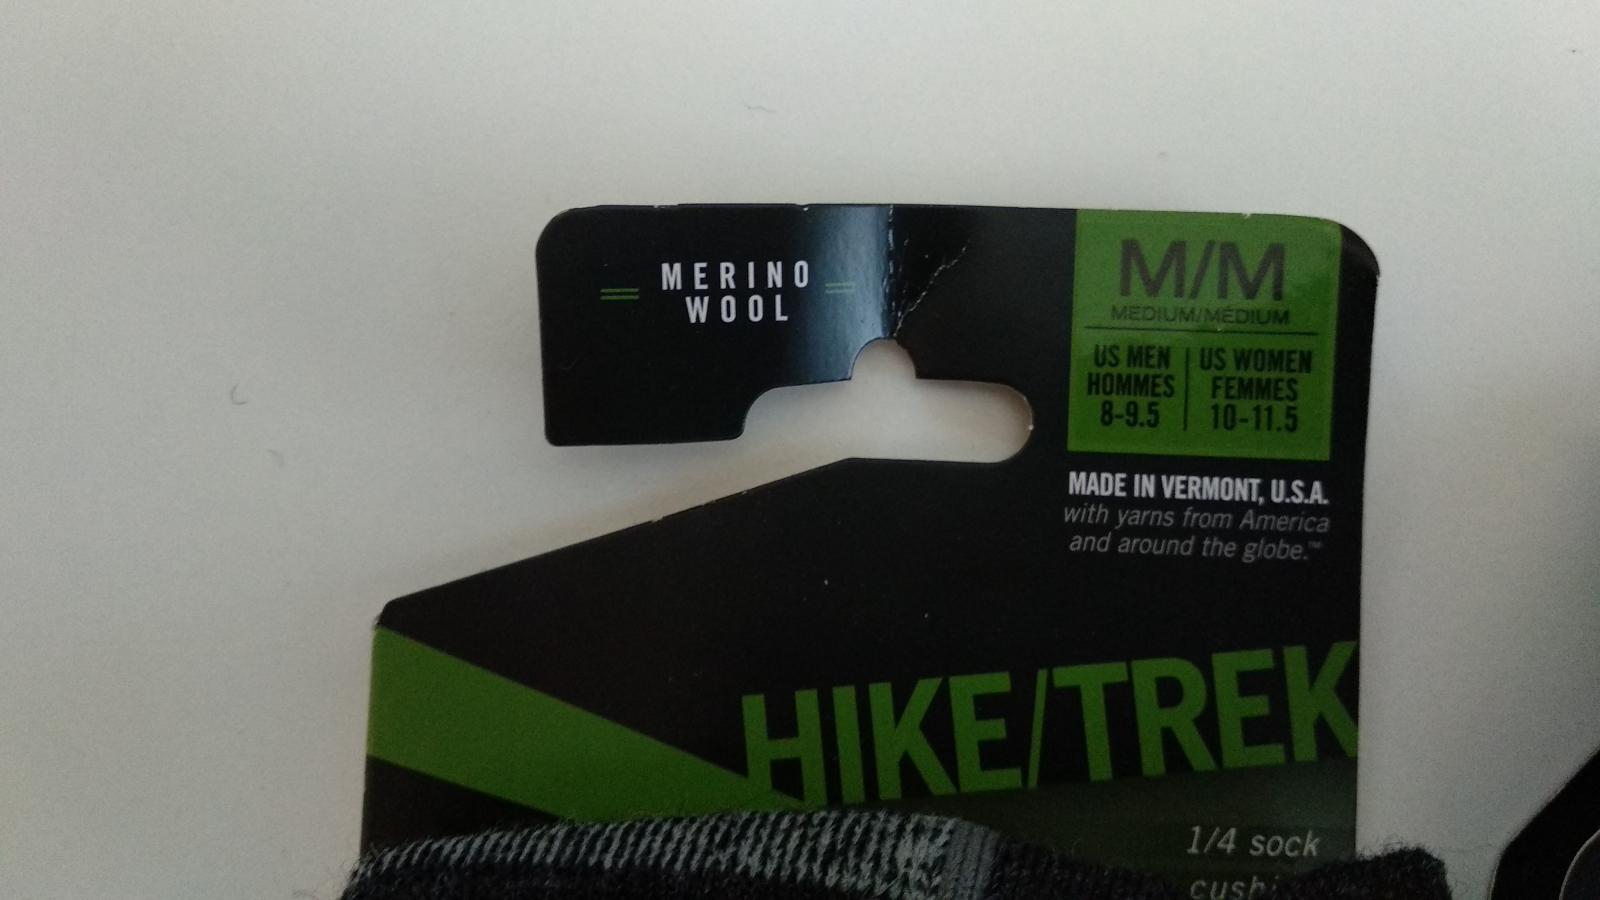 MERINO
WOOL
M/M
MEDIUM/MÉDIUM
US MEN
HOMMES
8-9.5
US WOMEN
FEMMES
10-11.5
MADE IN VERMONT, U.S.A.
with yarns from America
and around the globe.™
HIKE/TREK
1/4 sock